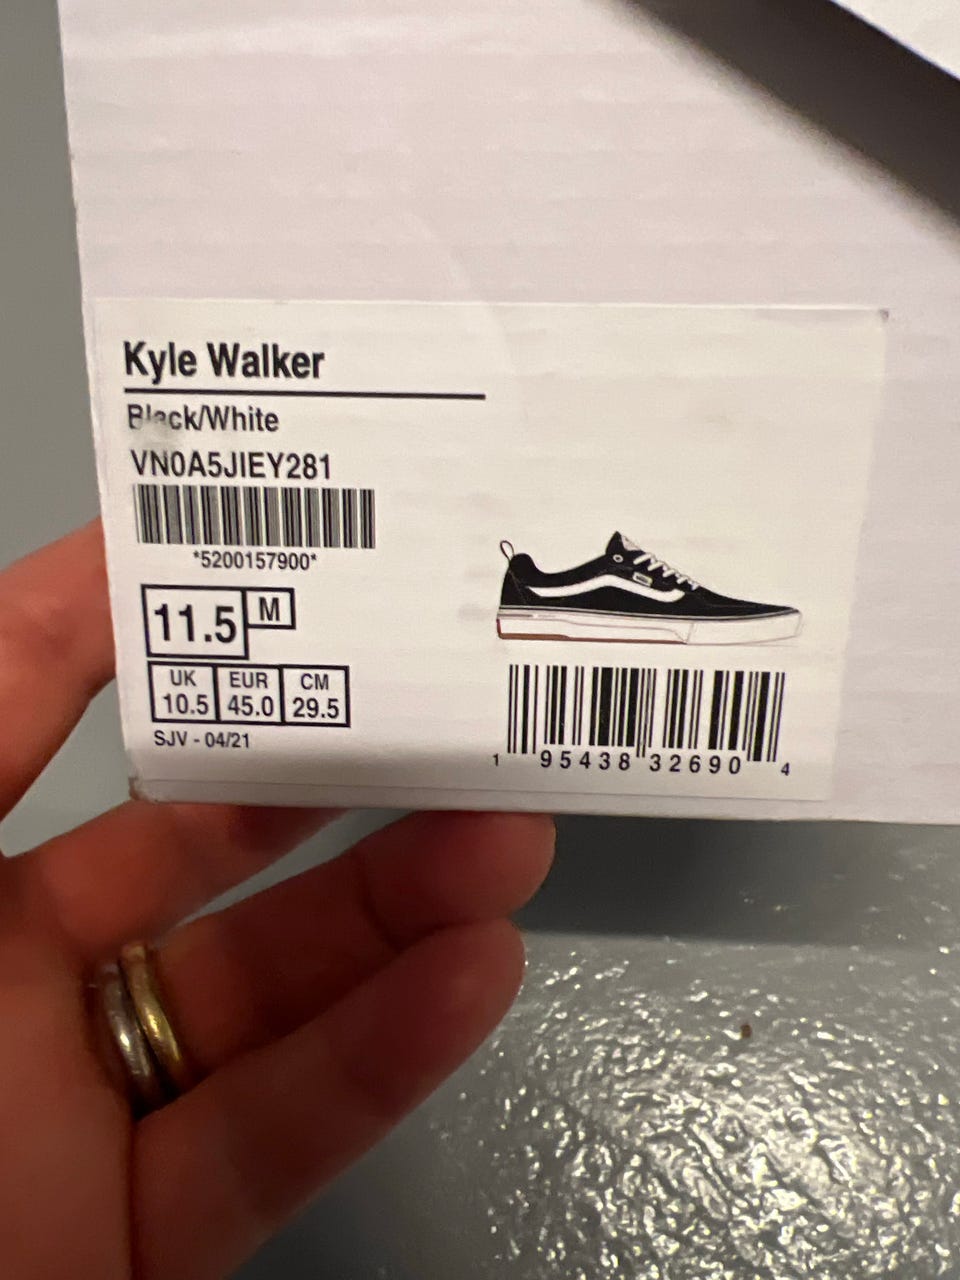 Kyle Walker
Black/White
VN0A5JIEY281
*5200157900*
11.5 M
UK EUR CM
10.5 45.0 29.5
SJV - 04/21
1 95438 32690 4